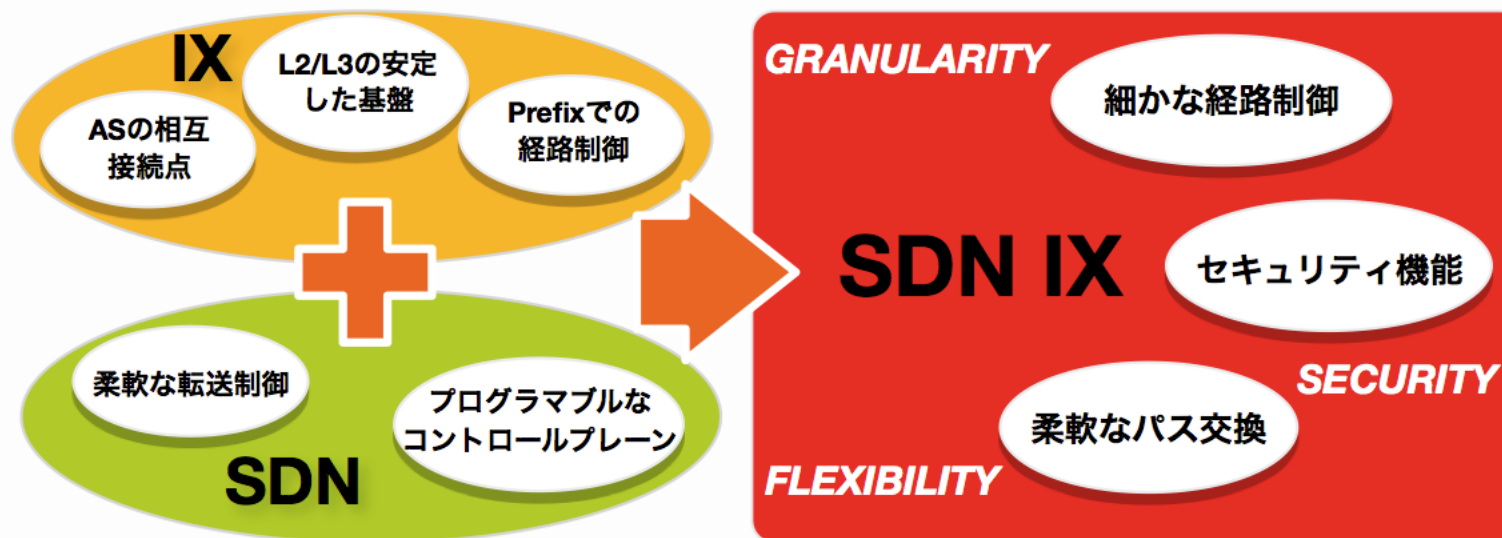 IX
L2/L3の安定
した基盤
ASの相互
接続点
Prefixでの
経路制御
柔軟な転送制御
プログラマブルな
コントロールプレーン
SDN
GRANULARITY
細かな経路制御
SDN IX
セキュリティ機能
SECURITY
柔軟なパス交換
FLEXIBILITY